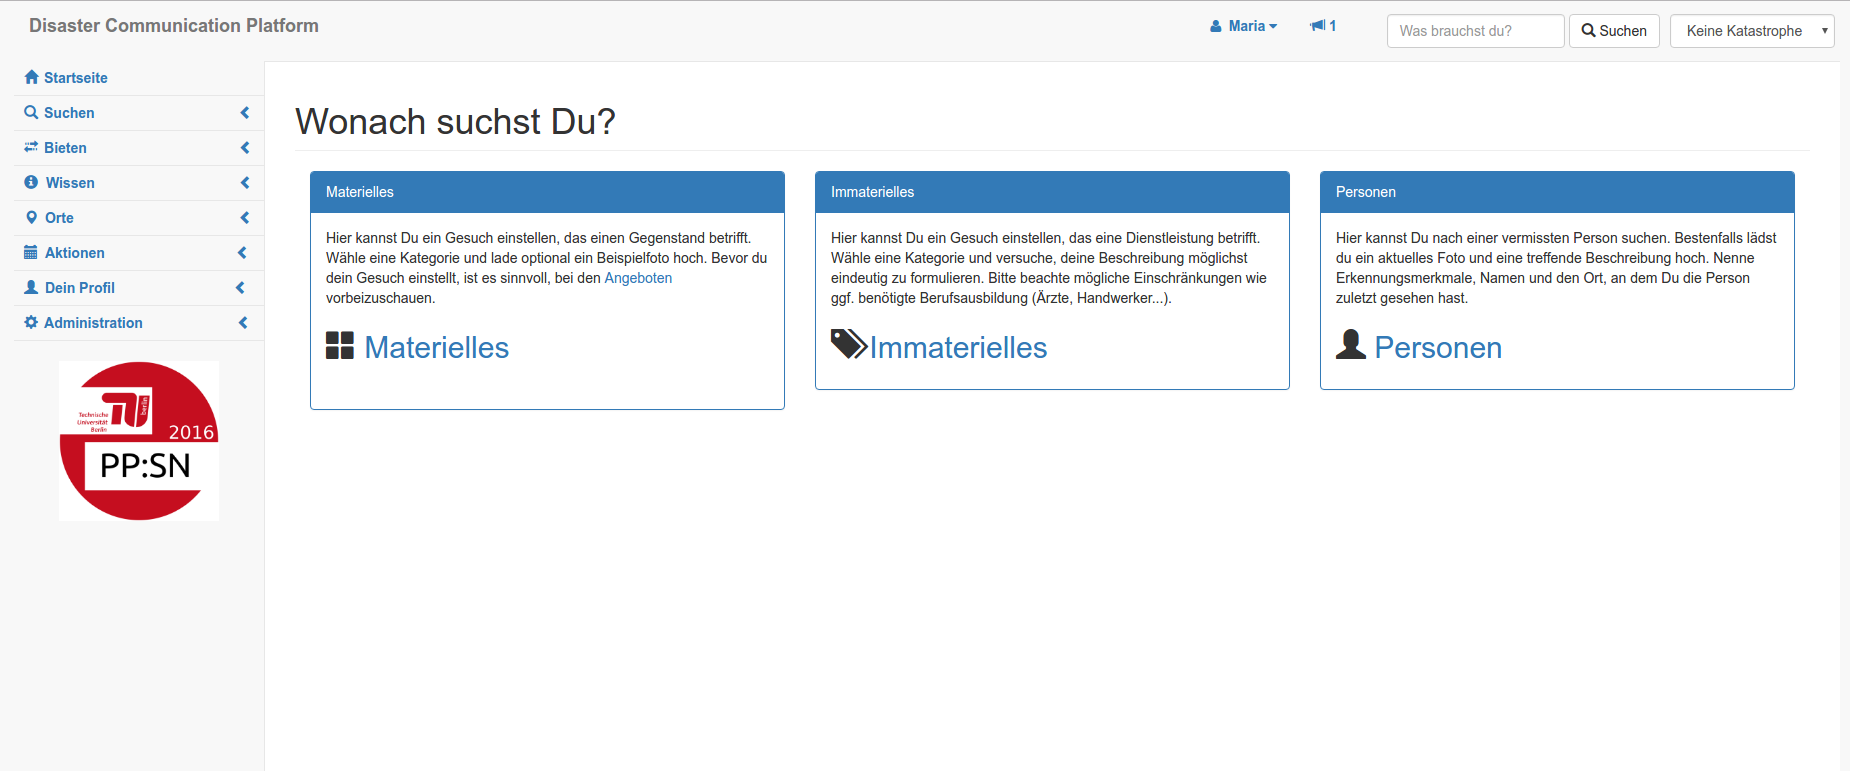 Disaster Communication Platform
Maria
1
Was brauchst du?
Suchen
Keine Katastrophe
Startseite
Suchen
Bieten
Wissen
Orte
Aktionen
Dein Profil
Administration
Technische
Universität
Berlin
berlin
2016
PP:SN
Wonach suchst Du?
Materielles
Hier kannst Du ein Gesuch einstellen, das einen Gegenstand betrifft.
Wähle eine Kategorie und lade optional ein Beispielfoto hoch. Bevor du
dein Gesuch einstellt, ist es sinnvoll, bei den Angeboten
vorbeizuschauen.
Materielles
Immaterielles
Hier kannst Du ein Gesuch einstellen, das eine Dienstleistung betrifft.
Wähle eine Kategorie und versuche, deine Beschreibung möglichst
eindeutig zu formulieren. Bitte beachte mögliche Einschränkungen wie
ggf. benötigte Berufsausbildung (Ärzte, Handwerker...).
Immaterielles
Personen
Hier kannst Du nach einer vermissten Person suchen. Bestenfalls lädst
du ein aktuelles Foto und eine treffende Beschreibung hoch. Nenne
Erkennungsmerkmale, Namen und den Ort, an dem Du die Person
zuletzt gesehen hast.
Personen